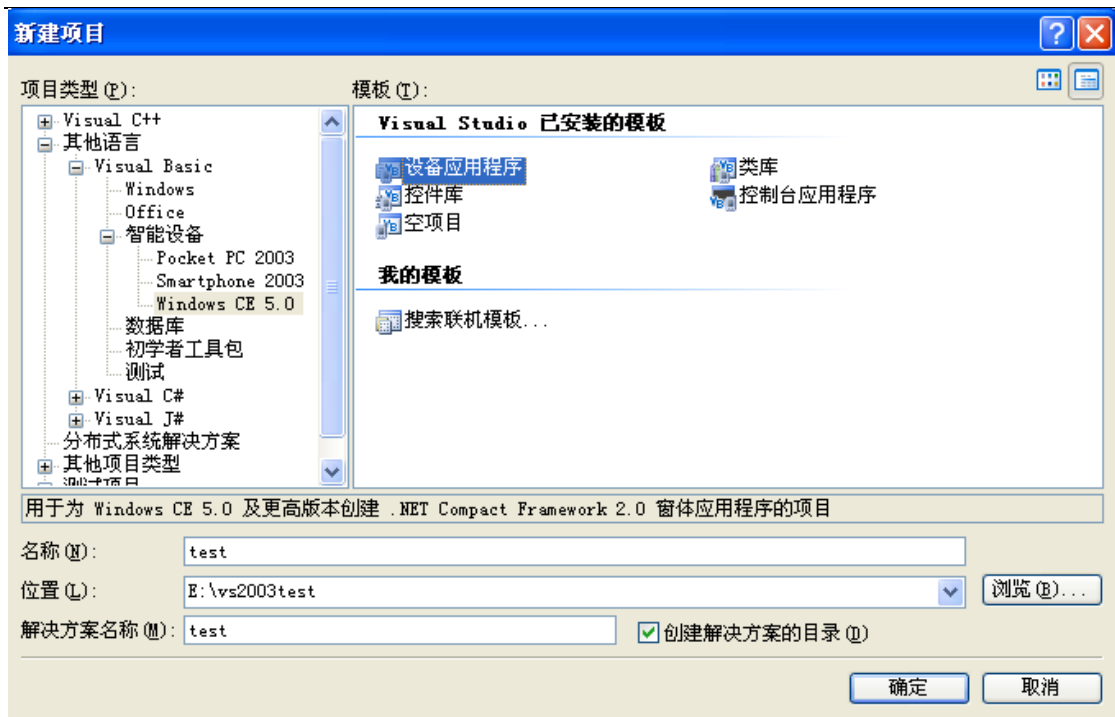 新建项目
项目类型(P):
模板(T):
Visual C++
其他语言
Visual Basic
Windows
Office
智能设备
Pocket PC 2003
Smartphone 2003
Windows CE 5.0
数据库
初学者工具包
测试
Visual C#
Visual J#
分布式系统解决方案
其他项目类型
测试项目
Visual Studio 已安装的模板
设备应用程序
类库
控件库
控制台应用程序
空项目
我的模板
搜索联机模板...
用于为 Windows CE 5.0 及更高版本创建 .NET Compact Framework 2.0 窗体应用程序的项目
名称(N):
test
位置(L):
E:\vs2003test
浏览(B)...
解决方案名称(M):
test
创建解决方案的目录(D)
确定
取消